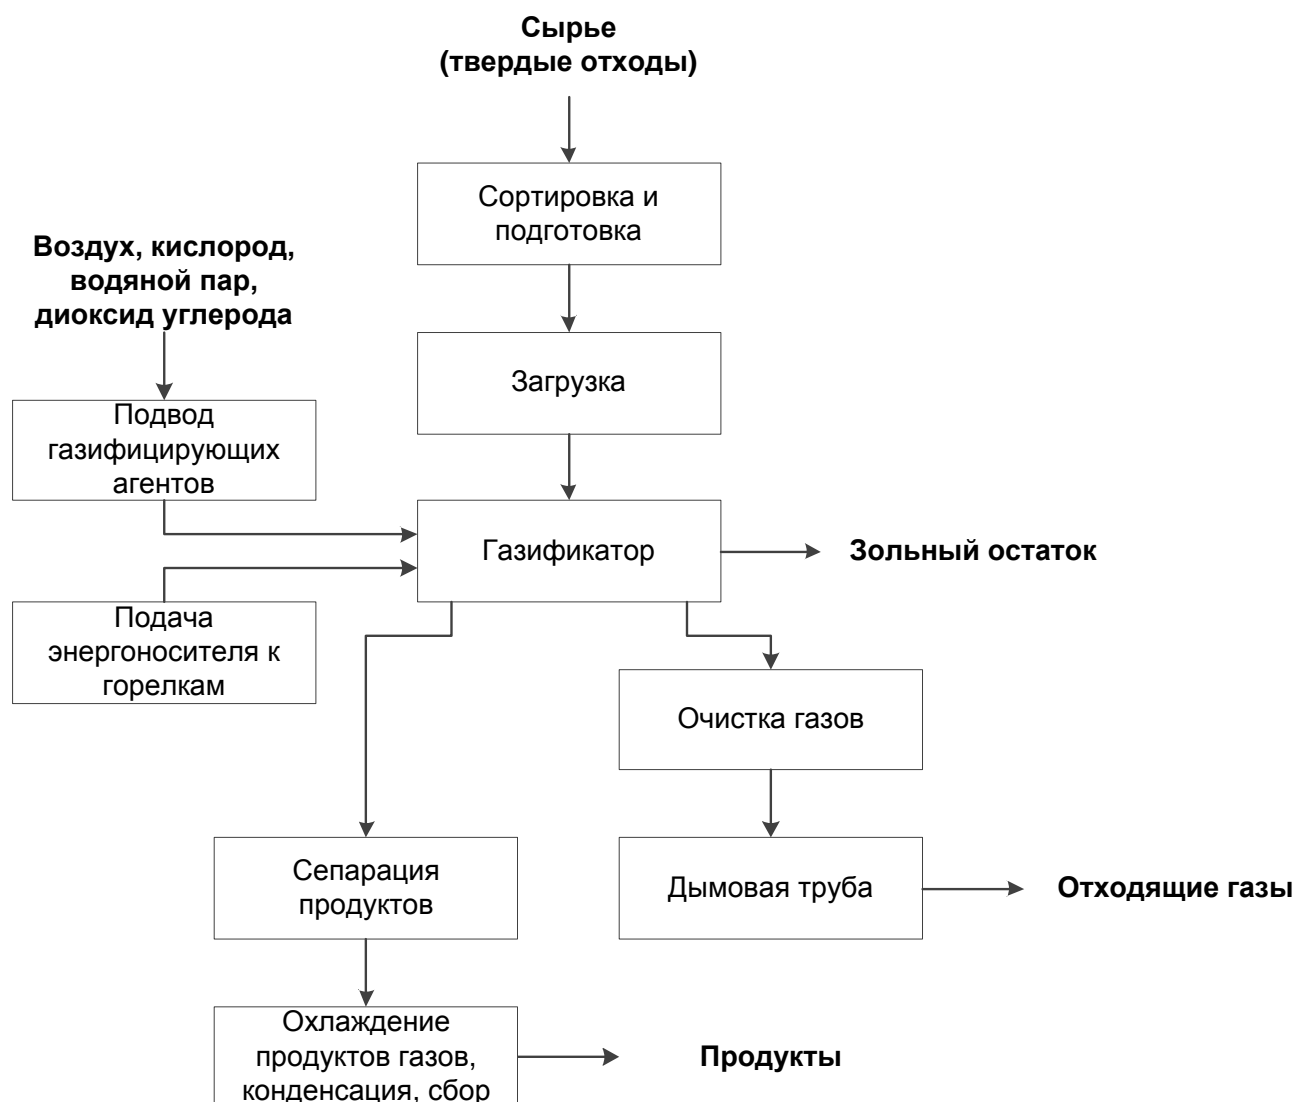 Сырье
(твердые отходы)
Сортировка и
подготовка
Воздух, кислород,
водяной пар,
диоксид углерода
Загрузка
Подвод
газифицирующих
агентов
Газификатор
Зольный остаток
Подача
энергоносителя к
горелкам
Очистка газов
Сепарация
продуктов
Дымовая труба
Отходящие газы
Охлаждение
продуктов газов,
конденсация, сбор
Продукты